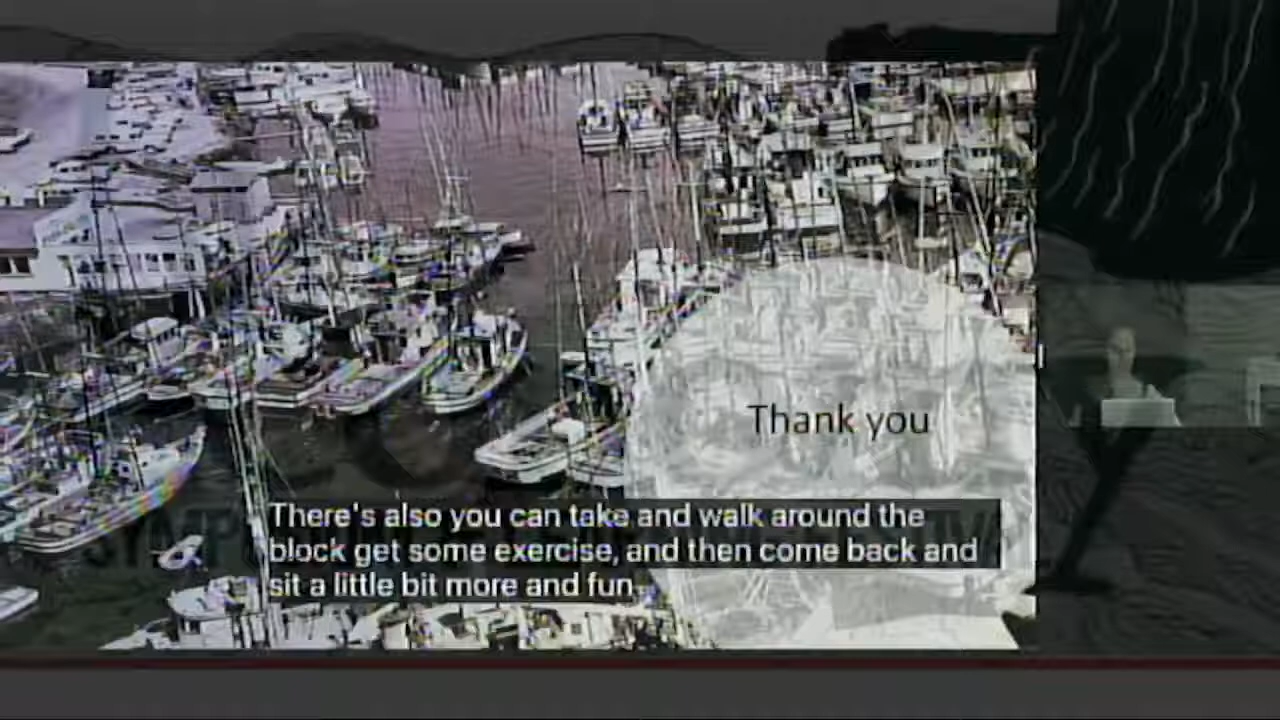 Thank you
There's also you can take and walk around the
block get some exercise, and then come back and
sit a little bit more and fun